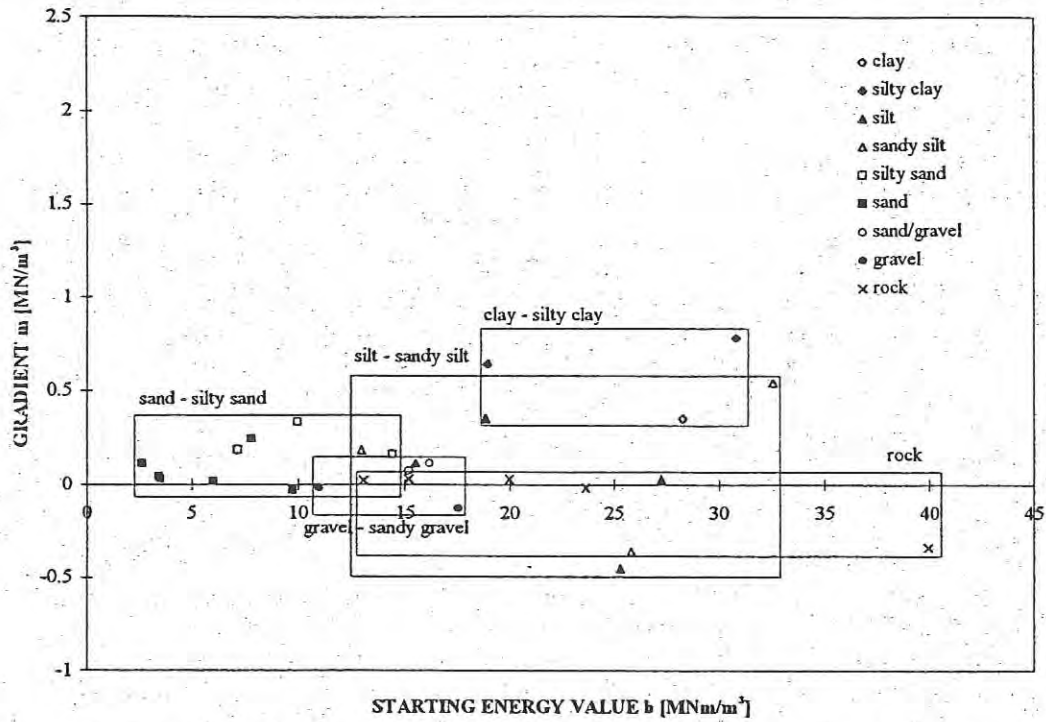 2.5
2
1.5
1
0.5
0
-0.5
-1
GRADIENT m [MN/m³]
clay
silty clay
silt
sandy silt
silty sand
sand
sand/gravel
gravel
rock
clay - silty clay
silt - sandy silt
sand - silty sand
rock
gravel - sandy gravel
0 5 10 15 20 25 30 35 40 45
STARTING ENERGY VALUE b [MNm/m³]